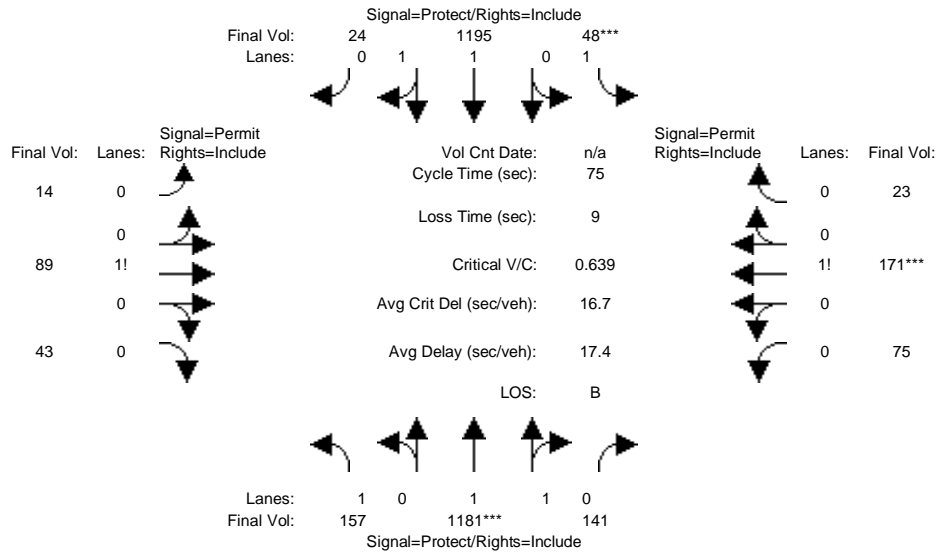 Signal=Protect/Rights=Include
Final Vol: 24 1195 48***
Lanes: 0 1 1 0 1
Signal=Permit
Final Vol: Lanes: Rights=Include
Vol Cnt Date: n/a
Cycle Time (sec): 75
Signal=Permit
Rights=Include Lanes: Final Vol:
14 0
0 23
Loss Time (sec): 9
0
0
89 1!
Critical V/C: 0.639
1! 171***
0
Avg Crit Del (sec/veh): 16.7
0
43 0
Avg Delay (sec/veh): 17.4
0 75
LOS: B
Lanes: 1 0 1 1 0
Final Vol: 157 1181*** 141
Signal=Protect/Rights=Include